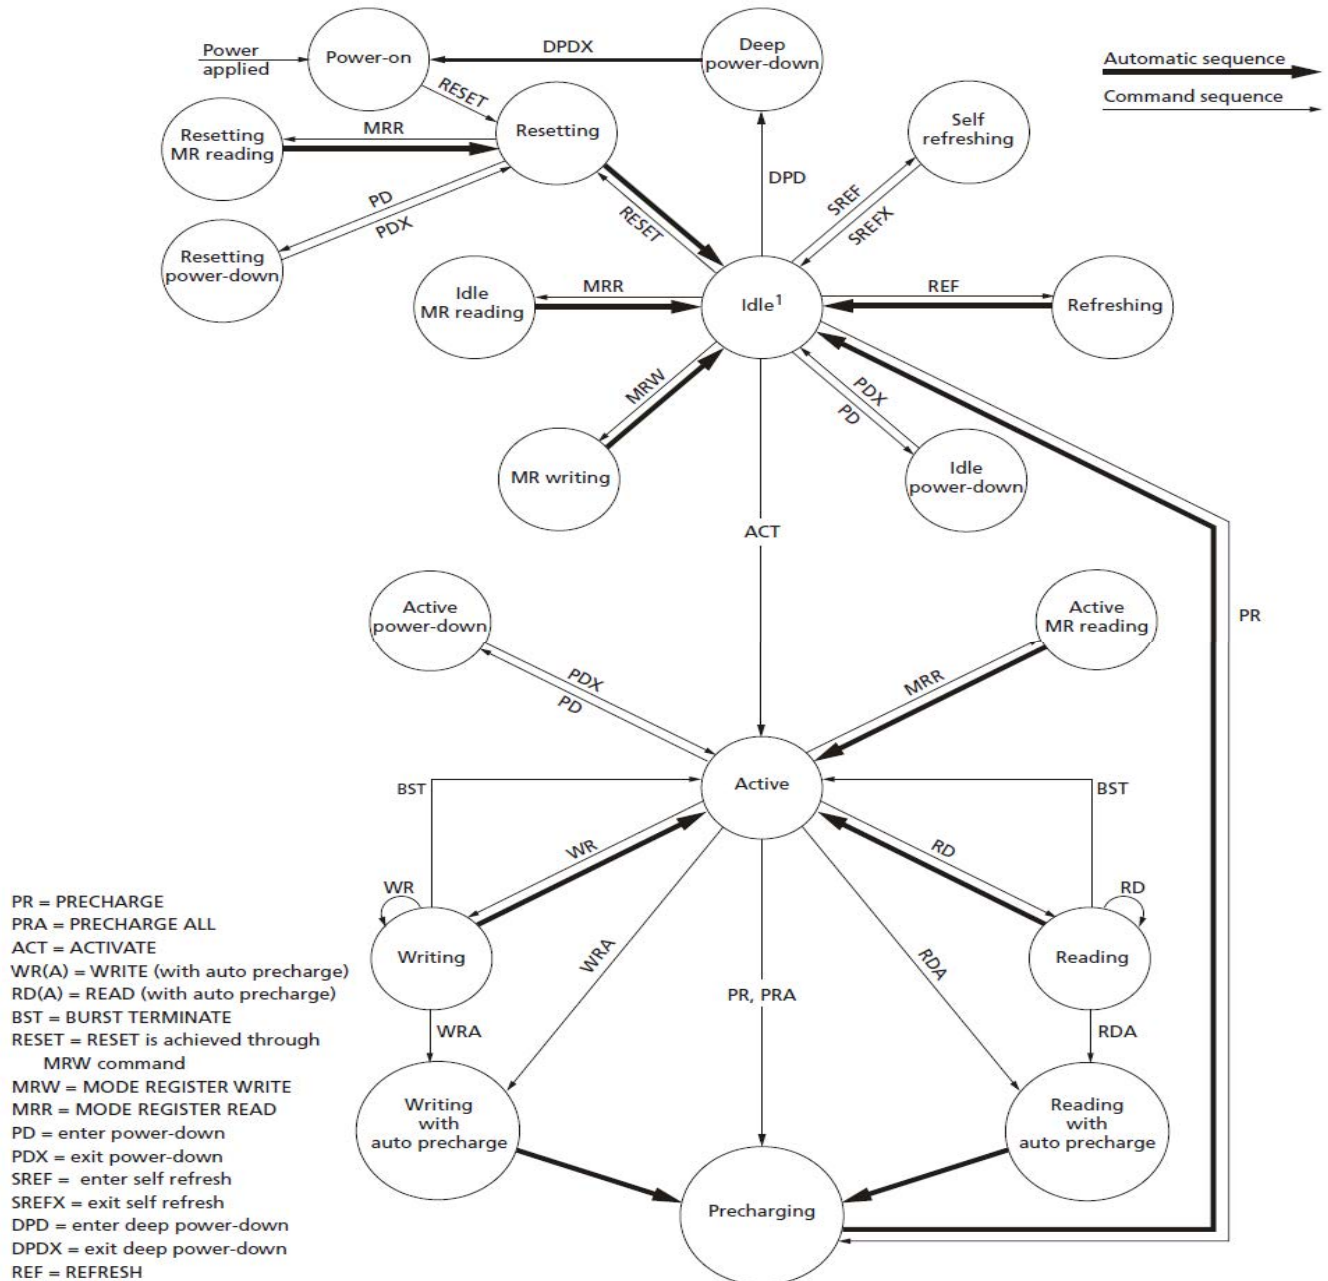 Power
applied
Power-on
DPDX
Deep
power-down
Automatic sequence
Command sequence
RESET
Resetting
MR reading
MRR
Resetting
Self
refreshing
DPD
SREF
SREFX
PD
PDX
RESET
Resetting
power-down
Idle
MR reading
MRR
Idle1
REF
Refreshing
MRW
PDX
PD
MR writing
Idle
power-down
ACT
Active
power-down
Active
MR reading
PR
PDX
PD
MRR
BST
Active
BST
WR
RD
WR
RD
Writing
Reading
WRA
RDA
PR, PRA
WRA
RDA
Writing
with
auto precharge
Reading
with
auto precharge
Precharging
PR = PRECHARGE
PRA = PRECHARGE ALL
ACT = ACTIVATE
WR(A) = WRITE (with auto precharge)
RD(A) = READ (with auto precharge)
BST = BURST TERMINATE
RESET = RESET is achieved through
MRW command
MRW = MODE REGISTER WRITE
MRR = MODE REGISTER READ
PD = enter power-down
PDX = exit power-down
SREF = enter self refresh
SREFX = exit self refresh
DPD = enter deep power-down
DPDX = exit deep power-down
REF = REFRESH